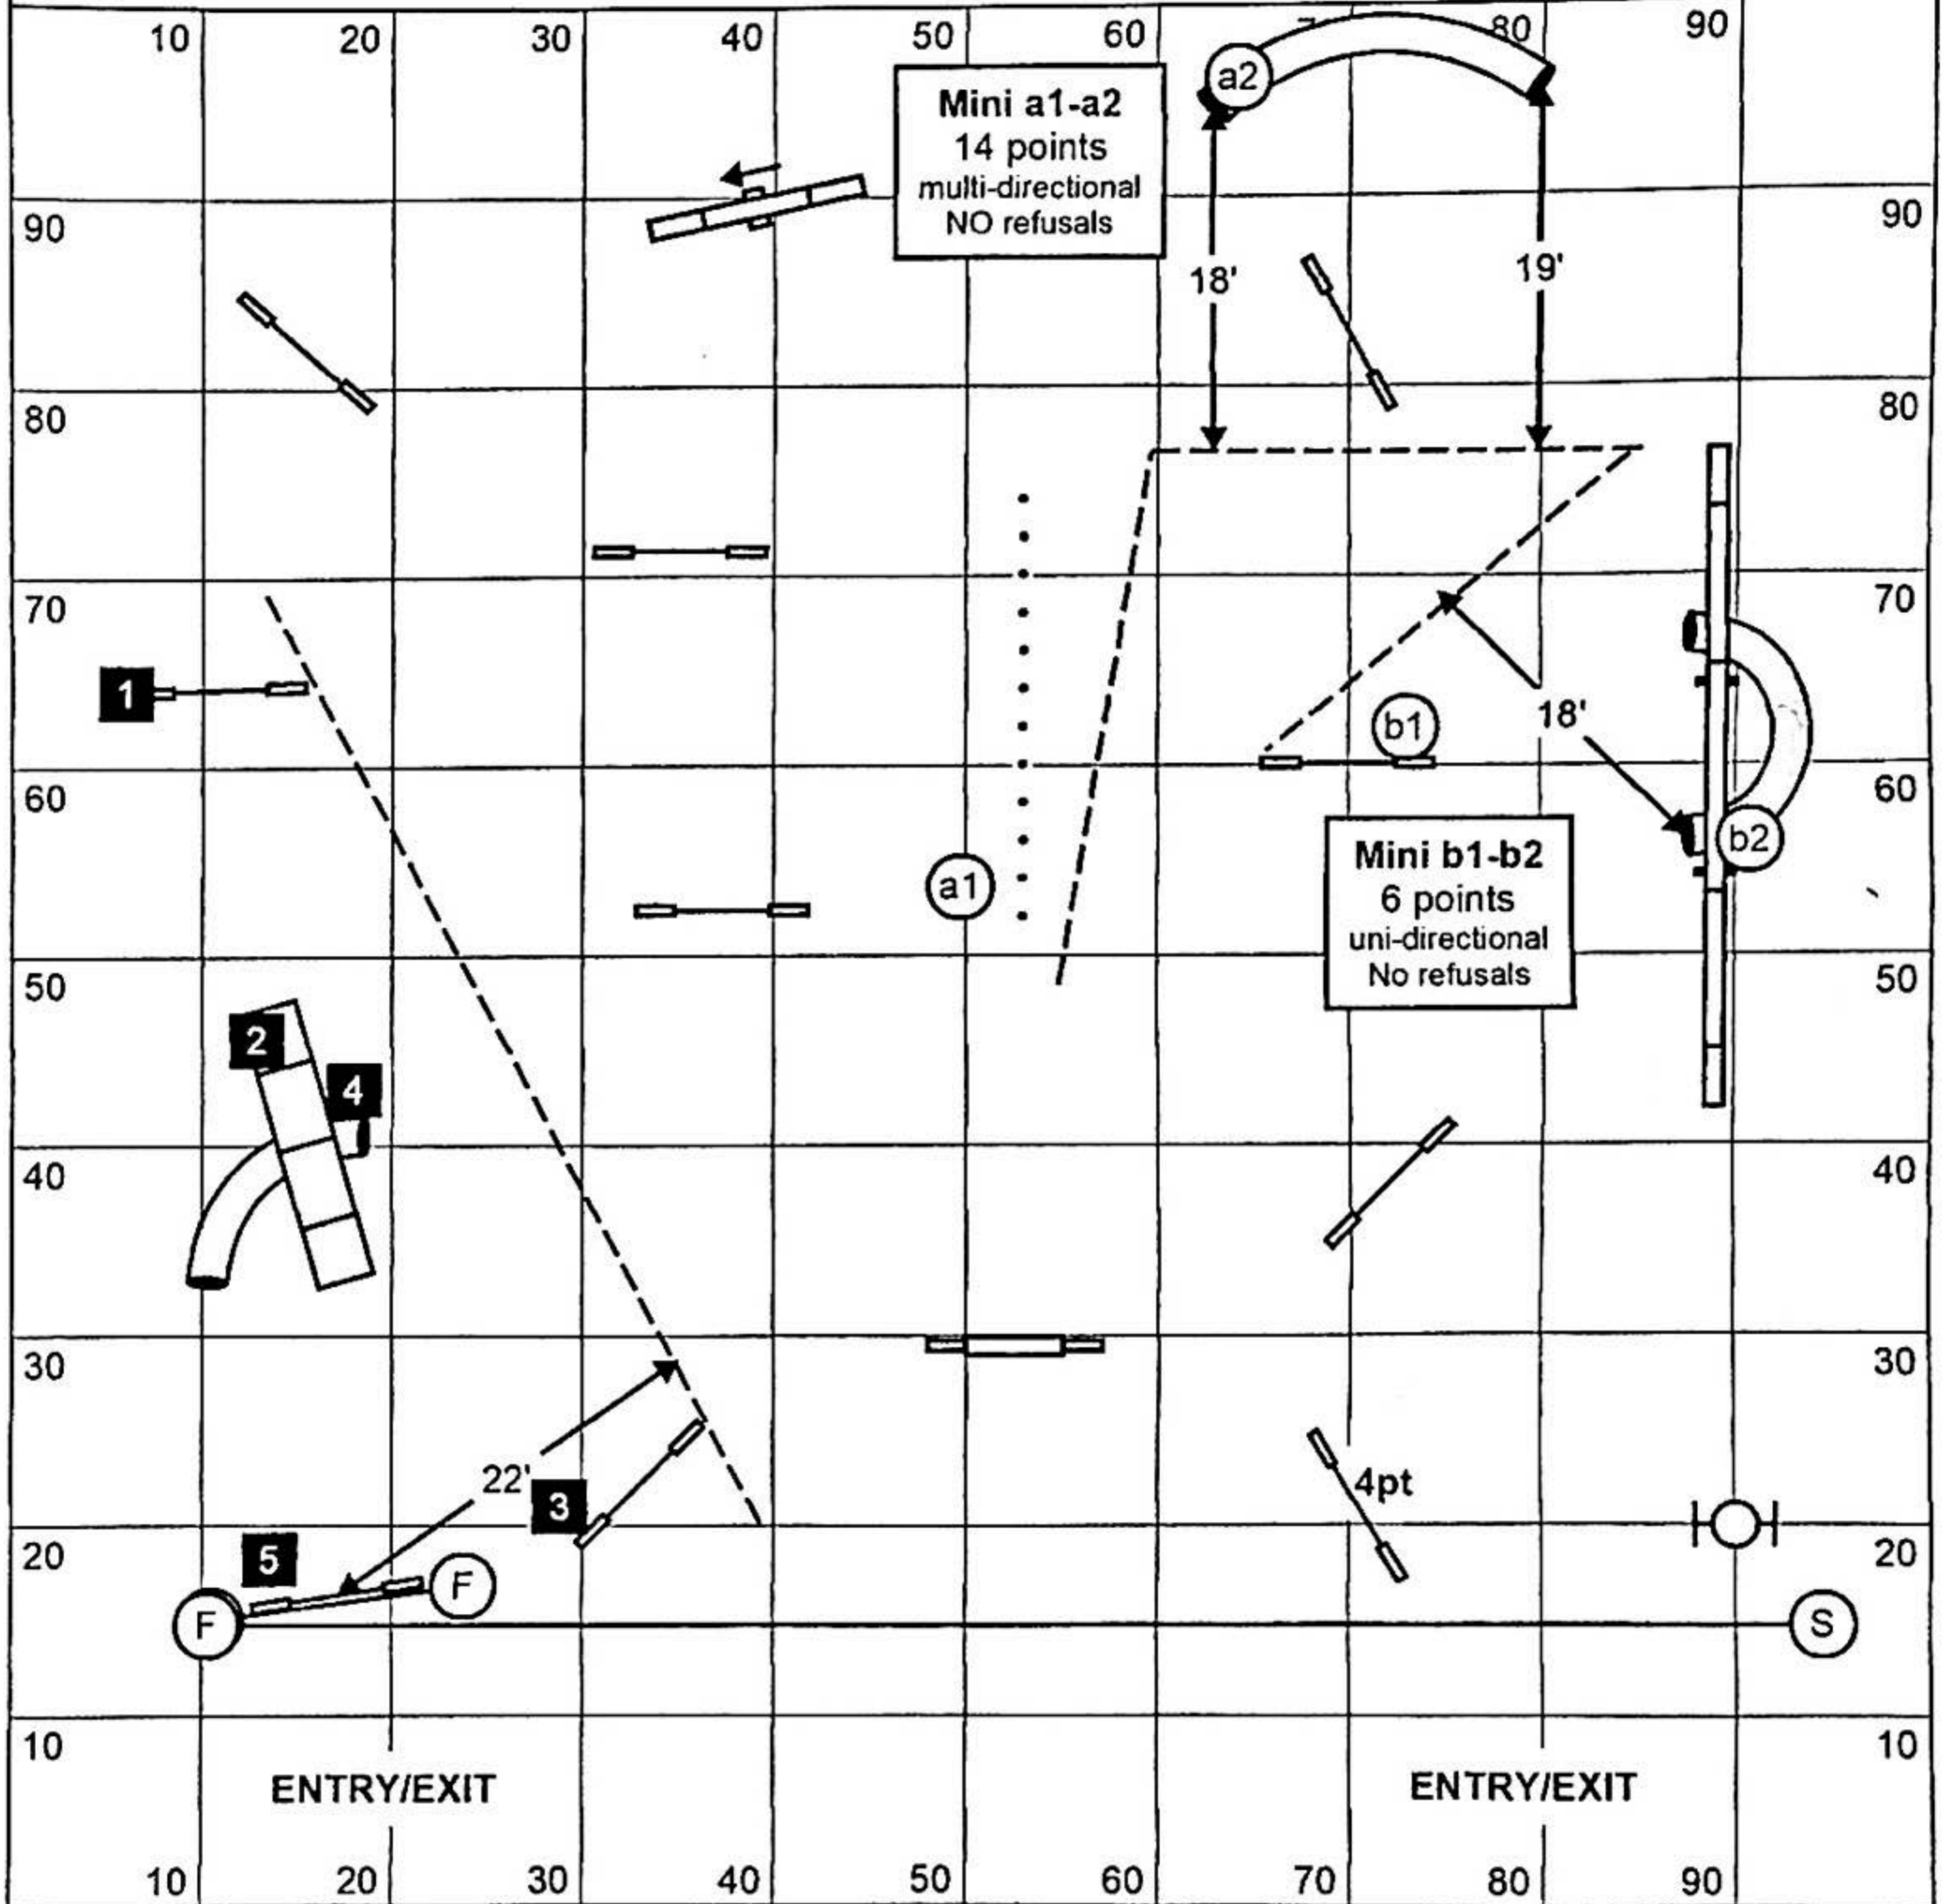 10 20 30 40 50 60 80 90
a2
Mini a1-a2
14 points
multi-directional
NO refusals
90 90
18' 19'
80 80
70 70
1
b1
18'
60 60
a1
Mini b1-b2
6 points
uni-directional
No refusals
b2
50 50
2
4
40 40
30 30
22'
3
4pt
5
20 20
F F
S
10 10
ENTRY/EXIT ENTRY/EXIT
10 20 30 40 50 60 70 80 90